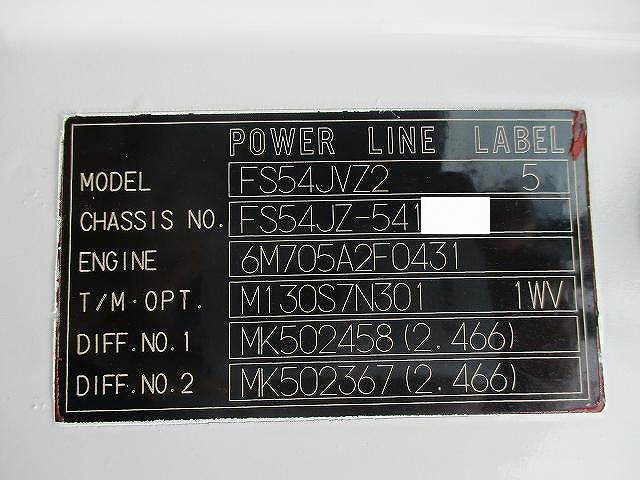 POWER LINE LABEL
MODEL FS54JVZ2 5
CHASSIS NO. FS54JZ-541
ENGINE 6M705A2F0431
T/M·OPT. M130S7N301 1WV
DIFF.NO.1 MK502458(2.466)
DIFF.NO.2 MK502367(2.466)